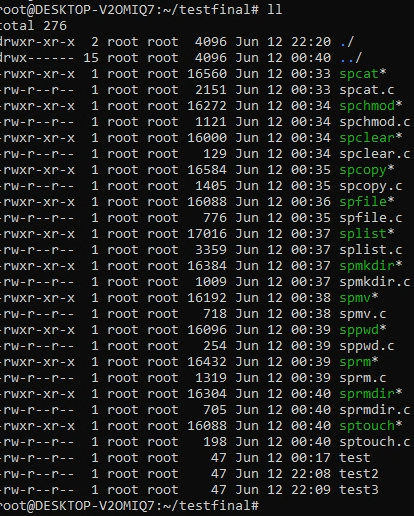 root@DESKTOP-V2OMIQ7:~/testfinal# ll
total 276
drwxr-xr-x  2 root root  4096 Jun 12 22:20 ./
drwx------ 15 root root  4096 Jun 12 00:40 ../
-rwxr-xr-x  1 root root 16560 Jun 12 00:33 spcat*
-rw-r--r--  1 root root  2151 Jun 12 00:33 spcat.c
-rwxr-xr-x  1 root root 16272 Jun 12 00:34 spchmod*
-rw-r--r--  1 root root  1121 Jun 12 00:34 spchmod.c
-rwxr-xr-x  1 root root 16000 Jun 12 00:34 spclear*
-rw-r--r--  1 root root   129 Jun 12 00:34 spclear.c
-rwxr-xr-x  1 root root 16584 Jun 12 00:35 spcopy*
-rw-r--r--  1 root root  1405 Jun 12 00:35 spcopy.c
-rwxr-xr-x  1 root root 16088 Jun 12 00:36 spfile*
-rw-r--r--  1 root root   776 Jun 12 00:35 spfile.c
-rwxr-xr-x  1 root root 17016 Jun 12 00:37 splist*
-rw-r--r--  1 root root  3359 Jun 12 00:37 splist.c
-rwxr-xr-x  1 root root 16384 Jun 12 00:37 spmkdir*
-rw-r--r--  1 root root  1009 Jun 12 00:37 spmkdir.c
-rwxr-xr-x  1 root root 16192 Jun 12 00:38 spmv*
-rw-r--r--  1 root root   718 Jun 12 00:38 spmv.c
-rwxr-xr-x  1 root root 16096 Jun 12 00:39 sppwd*
-rw-r--r--  1 root root   254 Jun 12 00:39 sppwd.c
-rwxr-xr-x  1 root root 16432 Jun 12 00:39 sprm*
-rw-r--r--  1 root root  1319 Jun 12 00:39 sprm.c
-rwxr-xr-x  1 root root 16304 Jun 12 00:40 sprmdir*
-rw-r--r--  1 root root   705 Jun 12 00:40 sprmdir.c
-rwxr-xr-x  1 root root 16088 Jun 12 00:40 sptouch*
-rw-r--r--  1 root root   198 Jun 12 00:40 sptouch.c
-rw-r--r--  1 root root    47 Jun 12 00:17 test
-rw-r--r--  1 root root    47 Jun 12 22:08 test2
-rw-r--r--  1 root root    47 Jun 12 22:09 test3
root@DESKTOP-V2OMIQ7:~/testfinal#